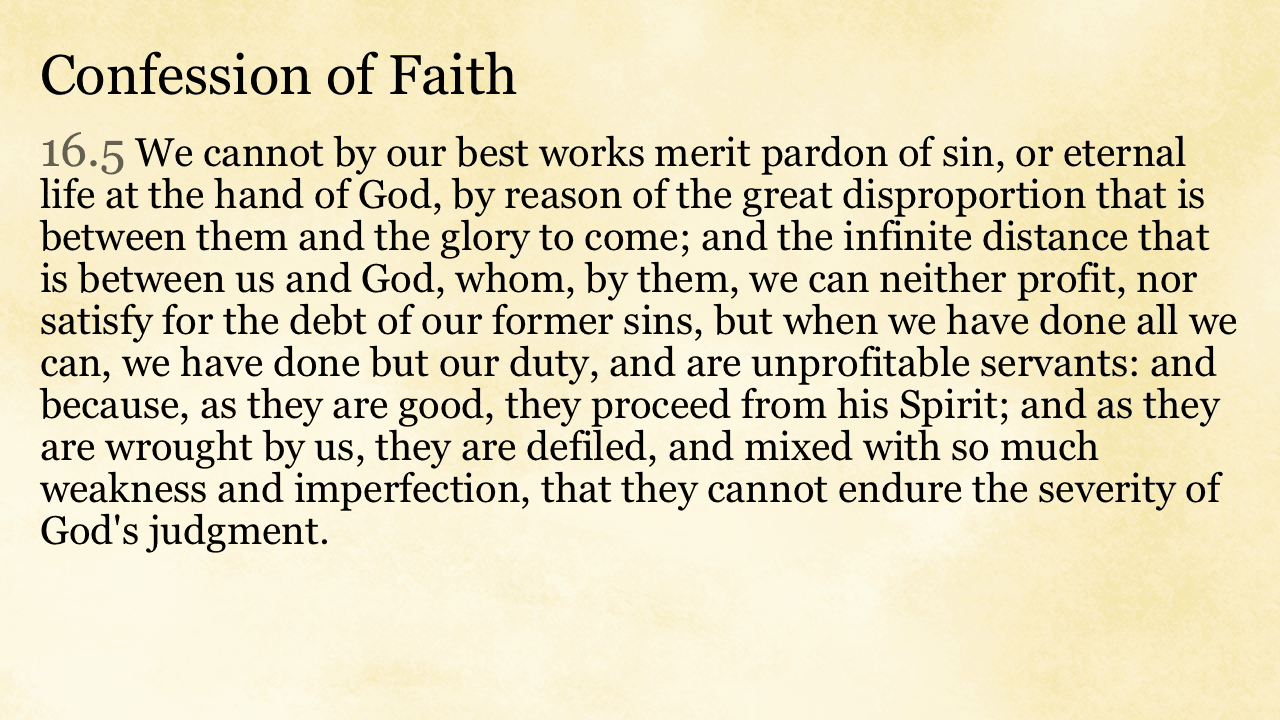 Confession of Faith
16.5 We cannot by our best works merit pardon of sin, or eternal
life at the hand of God, by reason of the great disproportion that is
between them and the glory to come; and the infinite distance that
is between us and God, whom, by them, we can neither profit, nor
satisfy for the debt of our former sins, but when we have done all we
can, we have done but our duty, and are unprofitable servants: and
because, as they are good, they proceed from his Spirit; and as they
are wrought by us, they are defiled, and mixed with so much
weakness and imperfection, that they cannot endure the severity of
God's judgment.